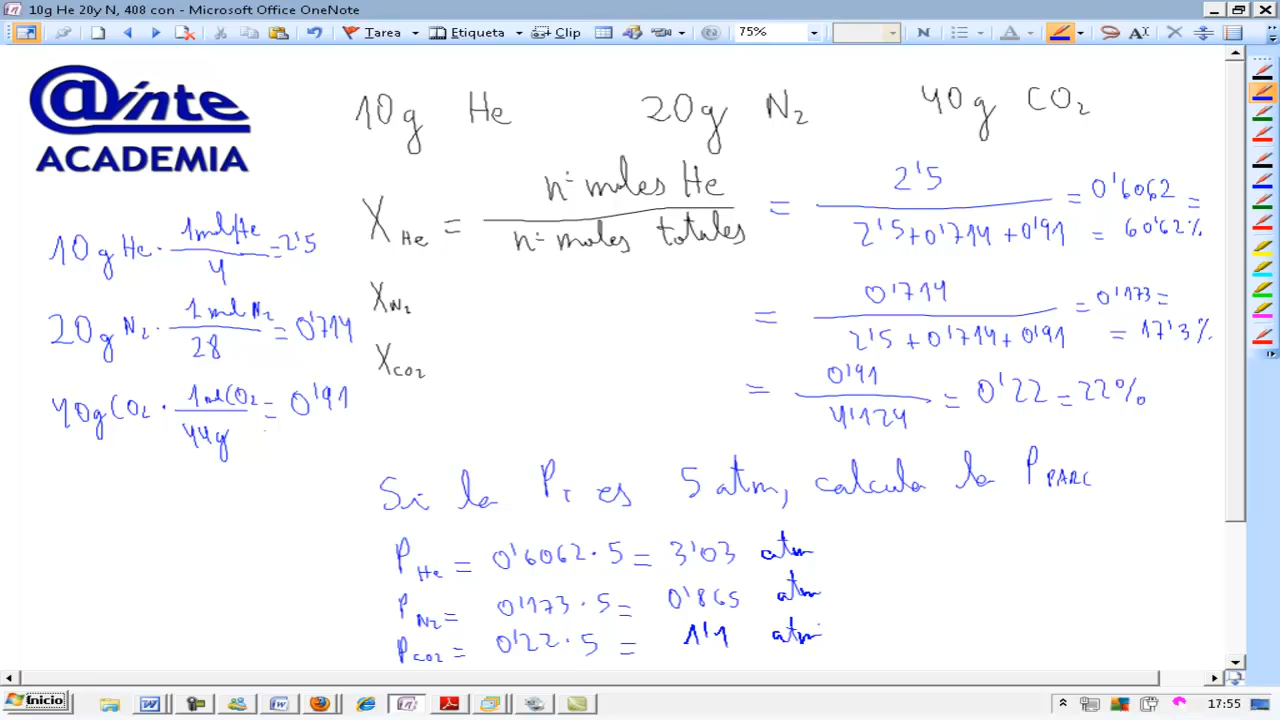 10g He 20y N, 408 con - Microsoft Office OneNote
Tarea Etiqueta Clip 75% N A
@inte
ACADEMIA
10g He 20g N2 40g CO2
XHe = nº moles He / nº moles totales = 2'5 / 2'5+0'714+0'91 = 0'6062 = = 60'62%
10g He · 1mol He / 4 = 2'5
XN2 = 0'714 / 2'5+0'714+0'91 = 0'173 = = 17'3%
20g N2 · 1mol N2 / 28 = 0'714
XCO2 = 0'91 / 4'124 = 0'22 = 22%
40g CO2 · 1mol CO2 / 44g = 0'91
Si la PT es 5 atm, calcula la PPARC
PHe = 0'6062 · 5 = 3'03 atm
PN2 = 0'173 · 5 = 0'865 atm
PCO2 = 0'22 · 5 = 1'1 atm
Inicio 17:55